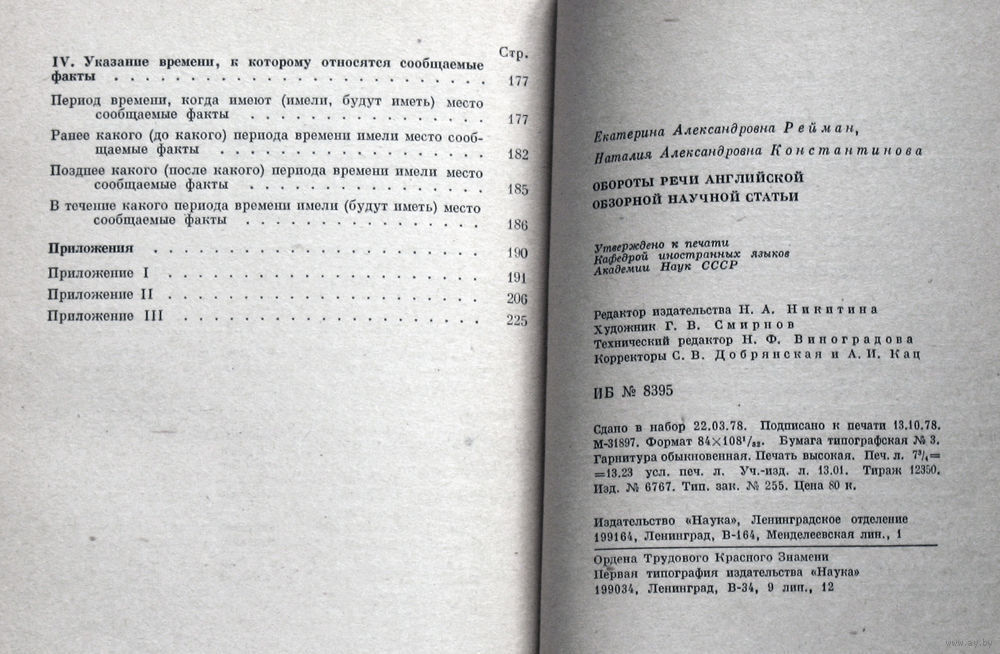 Стр.
IV. Указание времени, к которому относятся сообщаемые
факты . . . . . . . . . . . . . . . . . . . . 177
Период времени, когда имеют (имели, будут иметь) место
сообщаемые факты . . . . . . . . . . . . . . 177
Ранее какого (до какого) периода времени имели место сооб-
щаемые факты . . . . . . . . . . . . . . . . 182
Позднее какого (после какого) периода времени имели место
сообщаемые факты . . . . . . . . . . . . . . 185
В течение какого периода времени имели (будут иметь) место
сообщаемые факты . . . . . . . . . . . . . . 186
Приложения . . . . . . . . . . . . . . . . . . 190
Приложение I . . . . . . . . . . . . . . . . . 191
Приложение II . . . . . . . . . . . . . . . . . 206
Приложение III . . . . . . . . . . . . . . . . 225
Екатерина Александровна Рейман,
Наталия Александровна Константинова
ОБОРОТЫ РЕЧИ АНГЛИЙСКОЙ
ОБЗОРНОЙ НАУЧНОЙ СТАТЬИ
Утверждено к печати
Кафедрой иностранных языков
Академии Наук СССР
Редактор издательства Н. А. Никитина
Художник Г. В. Смирнов
Технический редактор Н. Ф. Виноградова
Корректоры С. В. Добрянская и А. И. Кац
ИБ № 8395
Сдано в набор 22.03.78. Подписано к печати 13.10.78.
М-31897. Формат 84×108¹/₃₂. Бумага типографская № 3.
Гарнитура обыкновенная. Печать высокая. Печ. л. 7³/₄=
=13.23 усл. печ. л. Уч.-изд. л. 13.01. Тираж 12350.
Изд. № 6767. Тип. зак. № 255. Цена 80 к.
Издательство «Наука», Ленинградское отделение
199164, Ленинград, В-164, Менделеевская лин., 1
Ордена Трудового Красного Знамени
Первая типография издательства «Наука»
199034, Ленинград, В-34, 9 лин., 12
www.ay.by